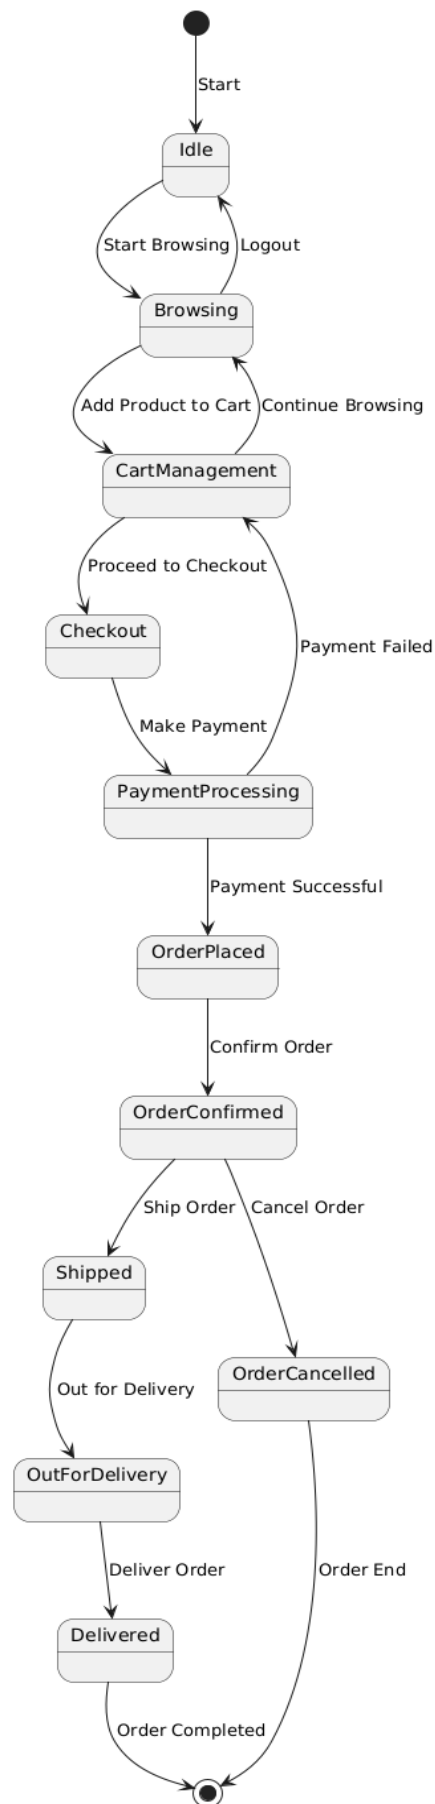 Start
Idle
Start Browsing
Logout
Browsing
Add Product to Cart
Continue Browsing
CartManagement
Proceed to Checkout
Checkout
Payment Failed
Make Payment
PaymentProcessing
Payment Successful
OrderPlaced
Confirm Order
OrderConfirmed
Ship Order
Cancel Order
Shipped
OrderCancelled
Out for Delivery
OutForDelivery
Deliver Order
Order End
Delivered
Order Completed